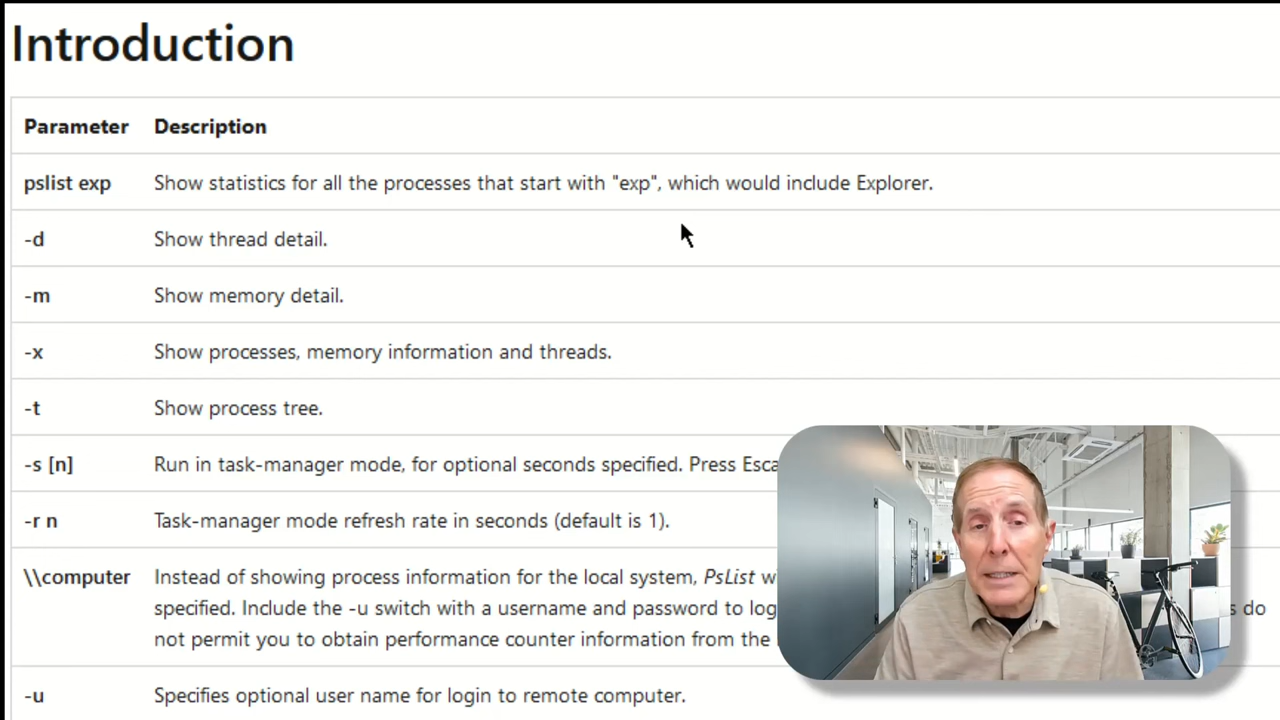 Introduction
Parameter Description
pslist exp Show statistics for all the processes that start with "exp", which would include Explorer.
-d Show thread detail.
-m Show memory detail.
-x Show processes, memory information and threads.
-t Show process tree.
-s [n] Run in task-manager mode, for optional seconds specified. Press
-r n Task-manager mode refresh rate in seconds (default is 1).
\\computer Instead of showing process information for the local system, PsList
specified. Include the -u switch with a username and password to do
not permit you to obtain performance counter information from the
-u Specifies optional user name for login to remote computer.